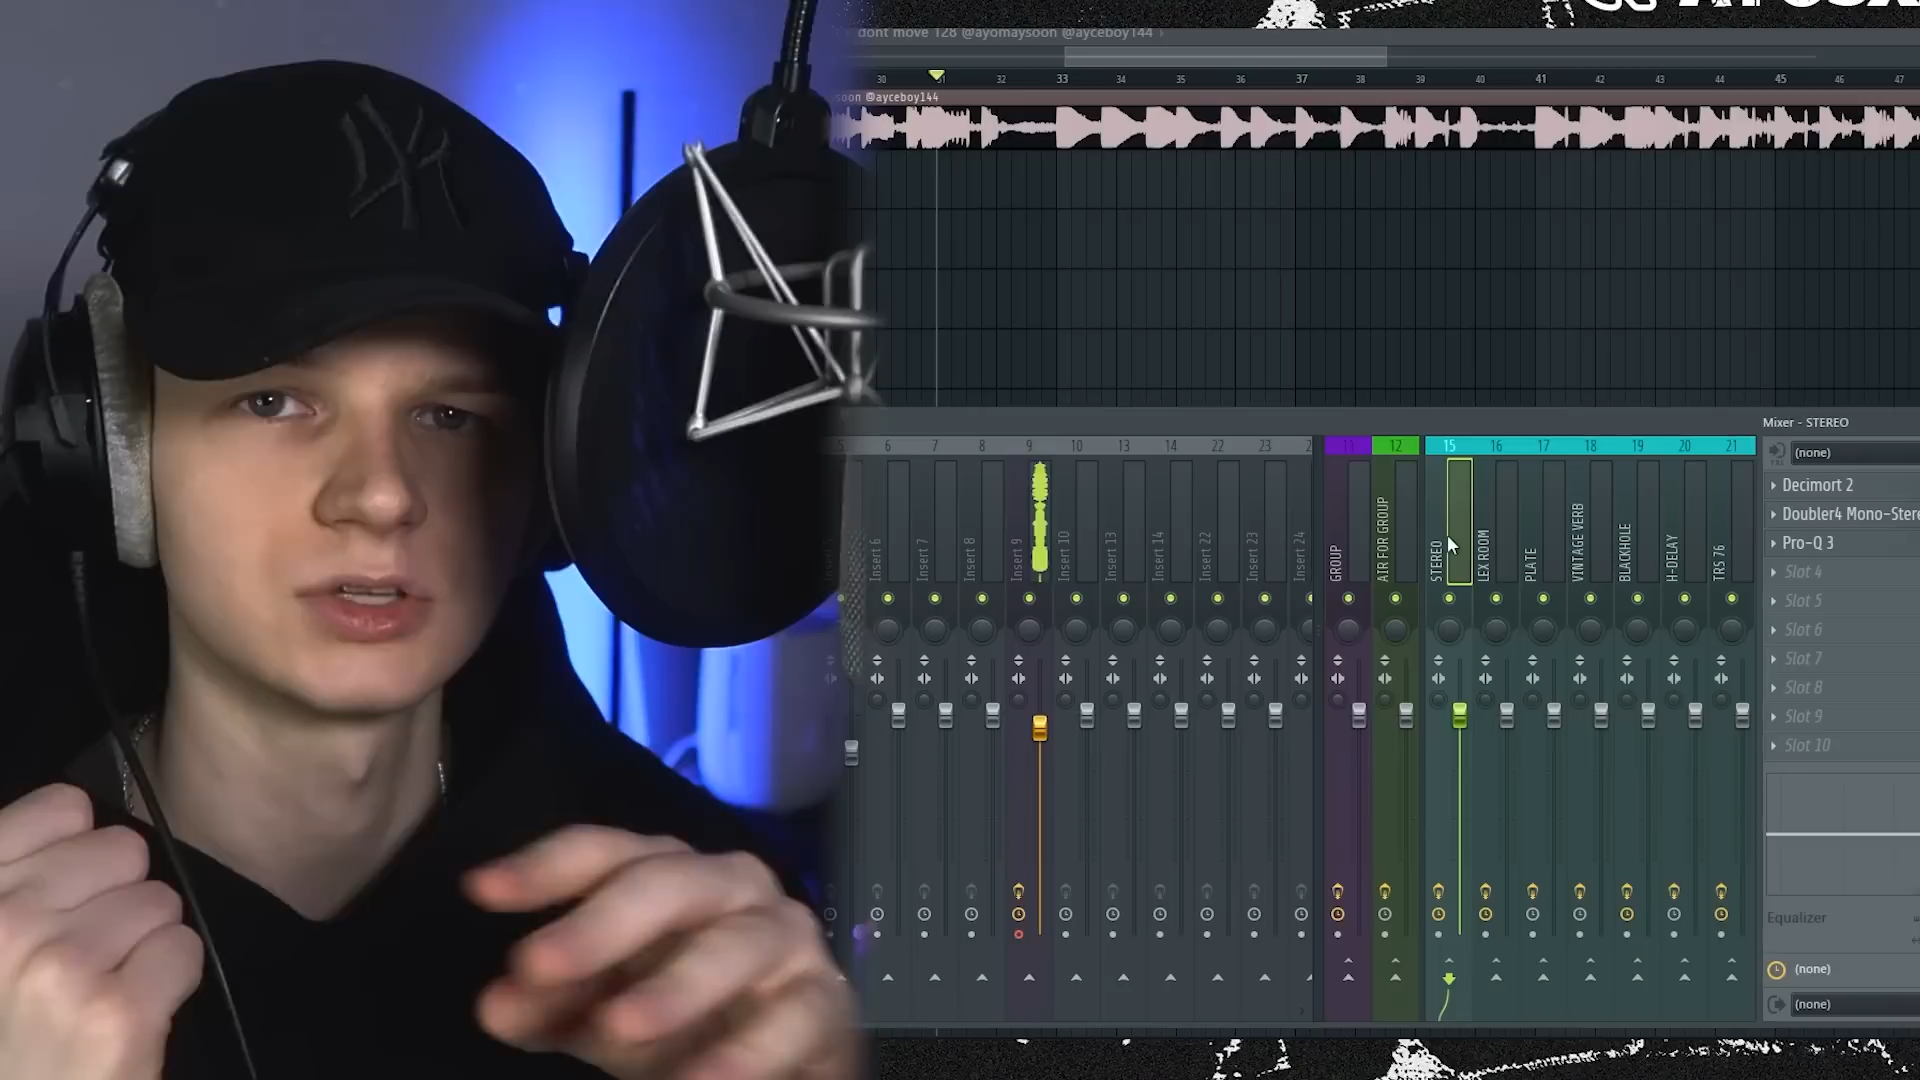 dont move 128 @ayomaysoon @ayceboy144
30 31 32 33 34 35 36 37 38 39 40 41 42 43 44 45 46 47
soon @ayceboy144
Mixer - STEREO
5 6 7 8 9 10 13 14 22 23 2 11 12 15 16 17 18 19 20 21
(none)
Decimort 2
Doubler4 Mono-Stere
Pro-Q 3
Slot 4
Slot 5
Slot 6
Slot 7
Slot 8
Slot 9
Slot 10
Insert 6
Insert 7
Insert 8
Insert 9
Insert 10
Insert 13
Insert 14
Insert 22
Insert 23
Insert 24
GROUP
AIR FOR GROUP
STEREO
LEX ROOM
PLATE
VINTAGE VERB
BLACKHOLE
H-DELAY
TRS 76
Equalizer
(none)
(none)
NY